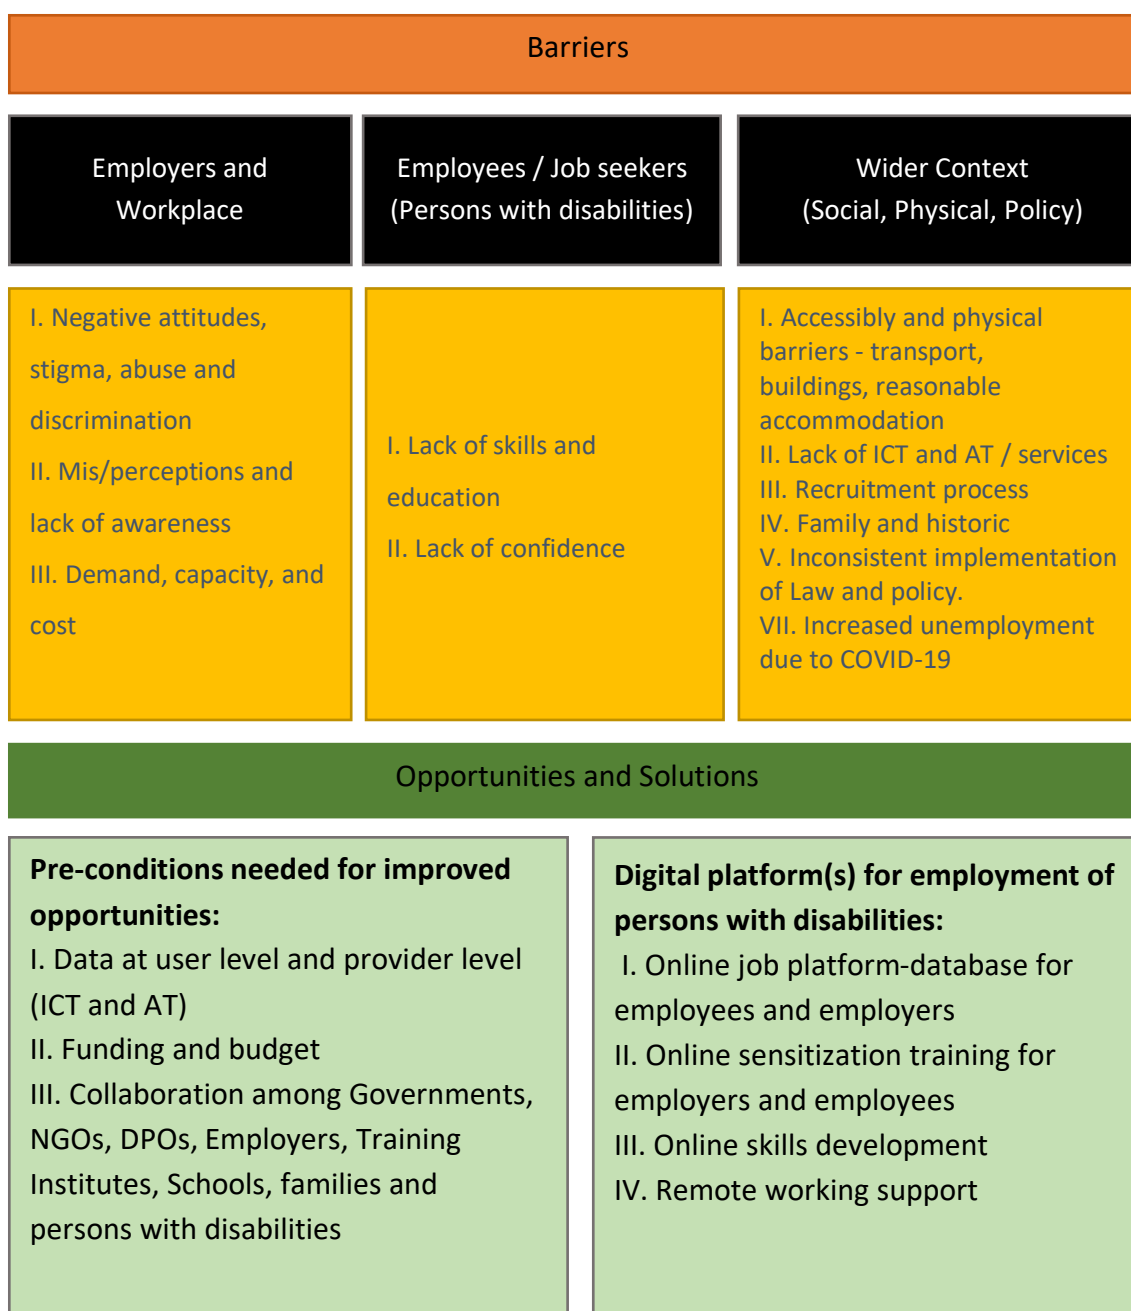 Barriers
Employers and
Workplace
Employees / Job seekers
(Persons with disabilities)
Wider Context
(Social, Physical, Policy)
I. Negative attitudes,
stigma, abuse and
discrimination
II. Mis/perceptions and
lack of awareness
III. Demand, capacity, and
cost
I. Lack of skills and
education
II. Lack of confidence
I. Accessibly and physical
barriers - transport,
buildings, reasonable
accommodation
II. Lack of ICT and AT / services
III. Recruitment process
IV. Family and historic
V. Inconsistent implementation
of Law and policy.
VII. Increased unemployment
due to COVID-19
Opportunities and Solutions
Pre-conditions needed for improved
opportunities:
I. Data at user level and provider level
(ICT and AT)
II. Funding and budget
III. Collaboration among Governments,
NGOs, DPOs, Employers, Training
Institutes, Schools, families and
persons with disabilities
Digital platform(s) for employment of
persons with disabilities:
I. Online job platform-database for
employees and employers
II. Online sensitization training for
employers and employees
III. Online skills development
IV. Remote working support